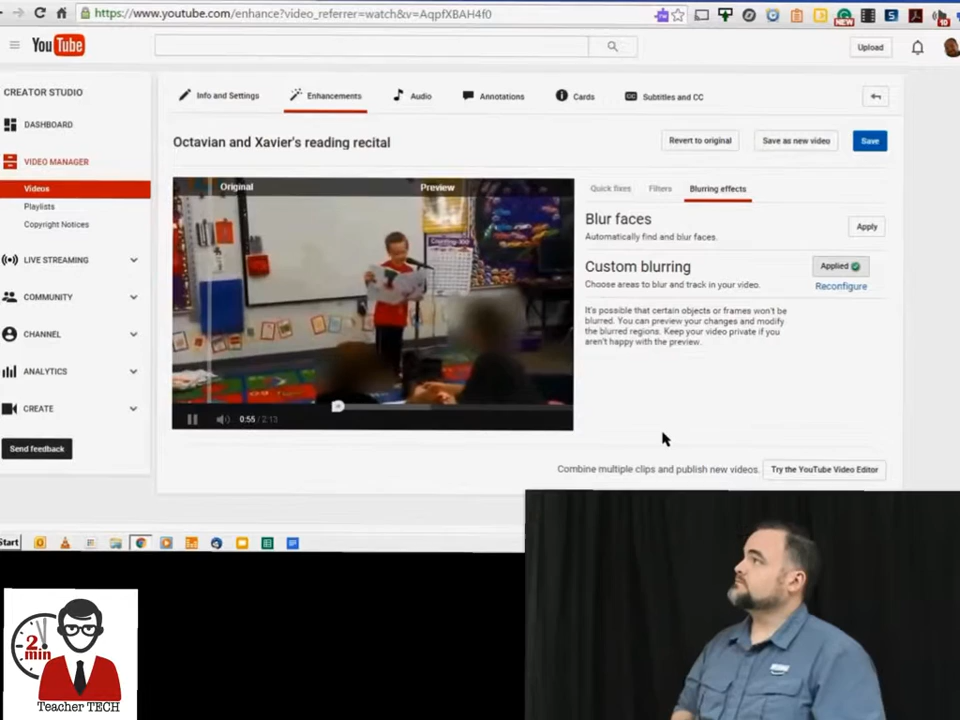 https://www.youtube.com/enhance?video_referrer=watch&v=AqpfXBAH4f0
NEW
10
YouTube
Upload
CREATOR STUDIO
Info and Settings
Enhancements
Audio
Annotations
Cards
CC
Subtitles and CC
DASHBOARD
Octavian and Xavier's reading recital
Revert to original
Save as new video
Save
VIDEO MANAGER
Videos
Playlists
Copyright Notices
LIVE STREAMING
COMMUNITY
CHANNEL
ANALYTICS
CREATE
Send feedback
Original
Preview
0:55 / 2:13
Quick fixes
Filters
Blurring effects
Blur faces
Automatically find and blur faces.
Apply
Custom blurring
Choose areas to blur and track in your video.
Applied
Reconfigure
It's possible that certain objects or frames won't be
blurred. You can preview your changes and modify
the blurred regions. Keep your video private if you
aren't happy with the preview.
Combine multiple clips and publish new videos.
Try the YouTube Video Editor
Start
2
min
Teacher TECH